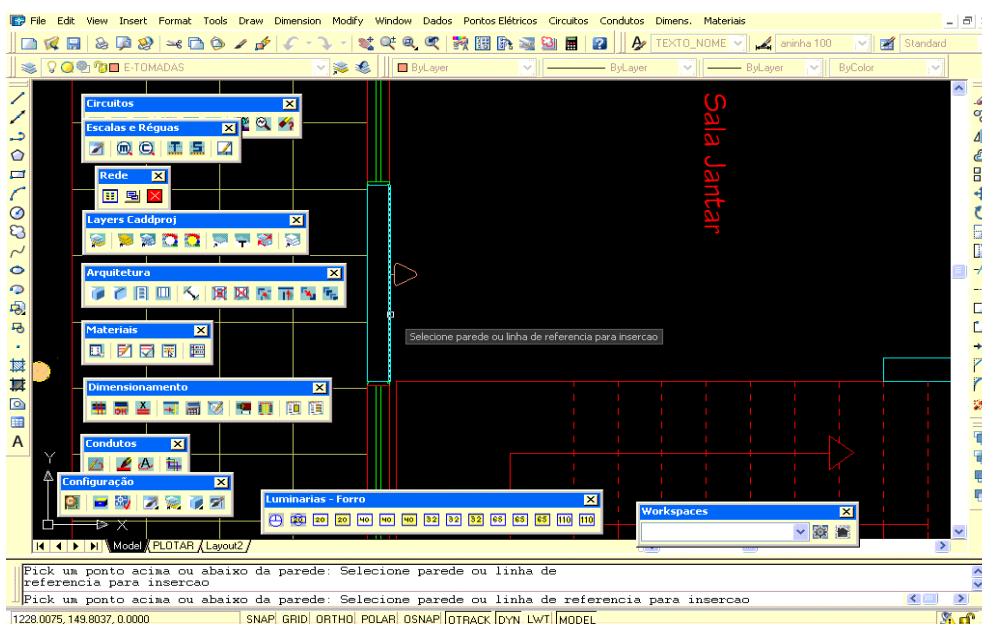 File Edit View Insert Format Tools Draw Dimension Modify Window Dados Pontos Elétricos Circuitos Condutos Dimens. Materiais
TEXTO_NOME aninha 100 Standard
E-TOMADAS ByLayer ByLayer ByLayer ByColor
Circuitos
Escalas e Réguas
Rede
Layers Caddproj
Arquitetura
Materiais
Dimensionamento
Condutos
Configuração
Sala Jantar
Selecione parede ou linha de referencia para insercao
Luminarias - Forro
20 20 20 40 40 40 32 32 32 65 65 65 110 110
Workspaces
A
Y
X
Model PLOTAR Layout2
Pick um ponto acima ou abaixo da parede: Selecione parede ou linha de
referencia para insercao
Pick um ponto acima ou abaixo da parede: Selecione parede ou linha de referencia para insercao
1228.0075, 149.8037, 0.0000 SNAP GRID ORTHO POLAR OSNAP OTRACK DYN LWT MODEL